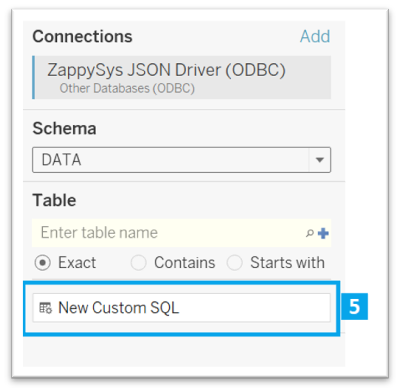 Connections Add
ZappySys JSON Driver (ODBC)
Other Databases (ODBC)
Schema
DATA
Table
Enter table name
Exact Contains Starts with
New Custom SQL 5